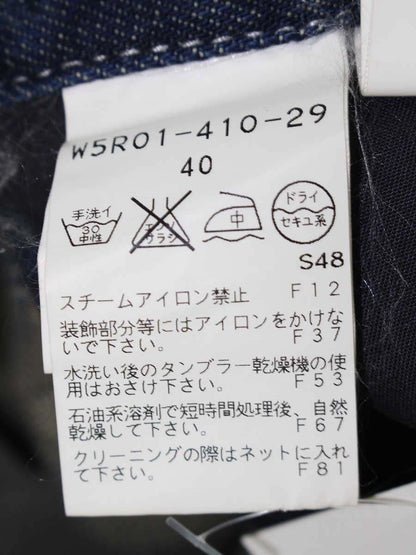 W5R01-410-29
40
手洗イ
30
中性
エンソ
サラシ
中
ドライ
セキユ系
S48
スチームアイロン禁止 F12
装飾部分等にはアイロンをかけな
いで下さい。 F37
水洗い後のタンブラー乾燥機の使
用はおさけ下さい。 F53
石油系溶剤で短時間処理後、自然
乾燥して下さい。 F67
クリーニングの際はネットに入れ
て下さい。 F81